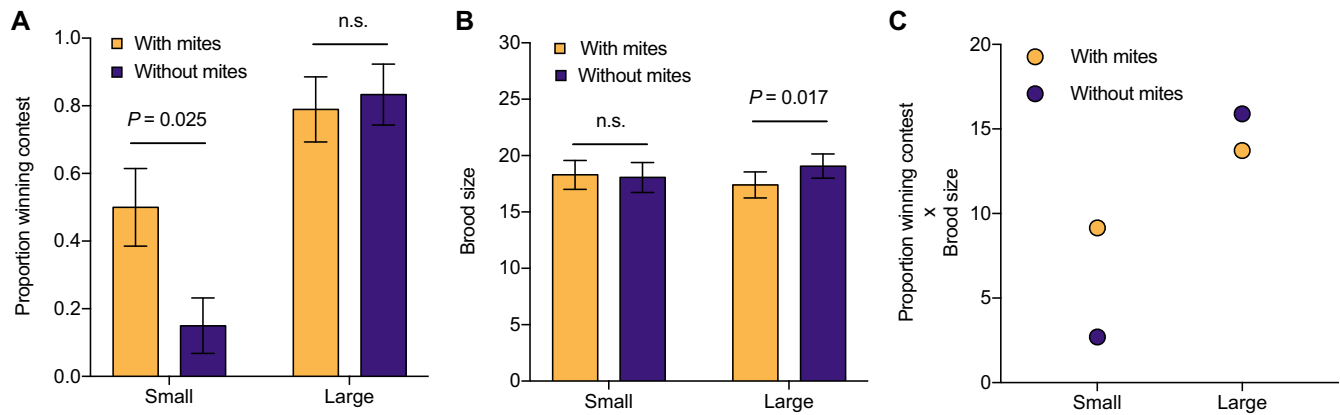 A
Proportion winning contest
1.0
0.8
0.6
0.4
0.2
0.0
With mites
Without mites
P = 0.025
n.s.
Small
Large
B
Brood size
30
25
20
15
10
5
0
With mites
Without mites
n.s.
P = 0.017
Small
Large
C
Proportion winning contest
x
Brood size
20
15
10
5
0
With mites
Without mites
Small
Large